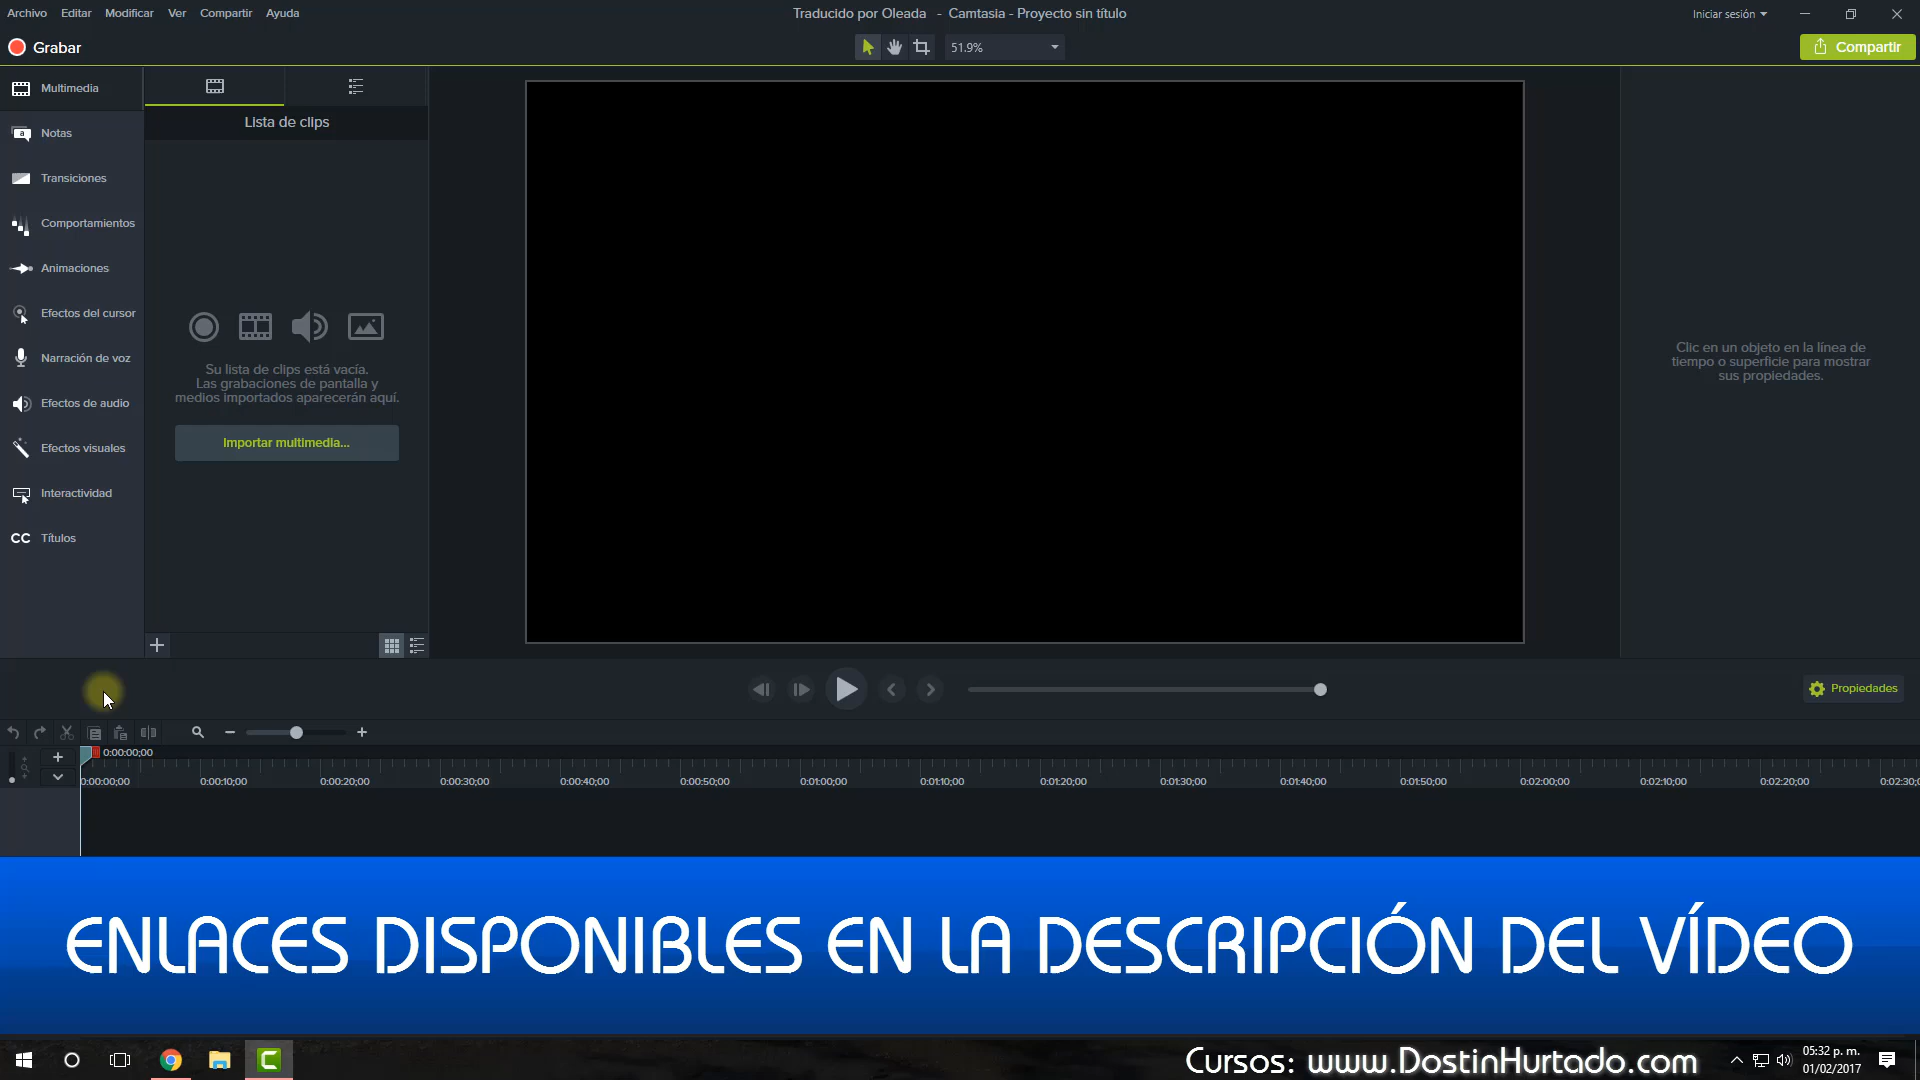 Archivo Editar Modificar Ver Compartir Ayuda
Traducido por Oleada - Camtasia - Proyecto sin título
Iniciar sesión
Grabar
51.9%
Compartir
Multimedia
Notas
Transiciones
Comportamientos
Animaciones
Efectos del cursor
Narración de voz
Efectos de audio
Efectos visuales
Interactividad
CC Títulos
Lista de clips
Su lista de clips está vacía.
Las grabaciones de pantalla y
medios importados aparecerán aquí.
Importar multimedia...
Clic en un objeto en la línea de
tiempo o superficie para mostrar
sus propiedades.
Propiedades
0:00:00;00
0:00:00;00 0:00:10;00 0:00:20;00 0:00:30;00 0:00:40;00 0:00:50;00 0:01:00;00 0:01:10;00 0:01:20;00 0:01:30;00 0:01:40;00 0:01:50;00 0:02:00;00 0:02:10;00 0:02:20;00 0:02:30;0
ENLACES DISPONIBLES EN LA DESCRIPCIÓN DEL VÍDEO
Cursos: www.DostinHurtado.com
05:32 p. m.
01/02/2017